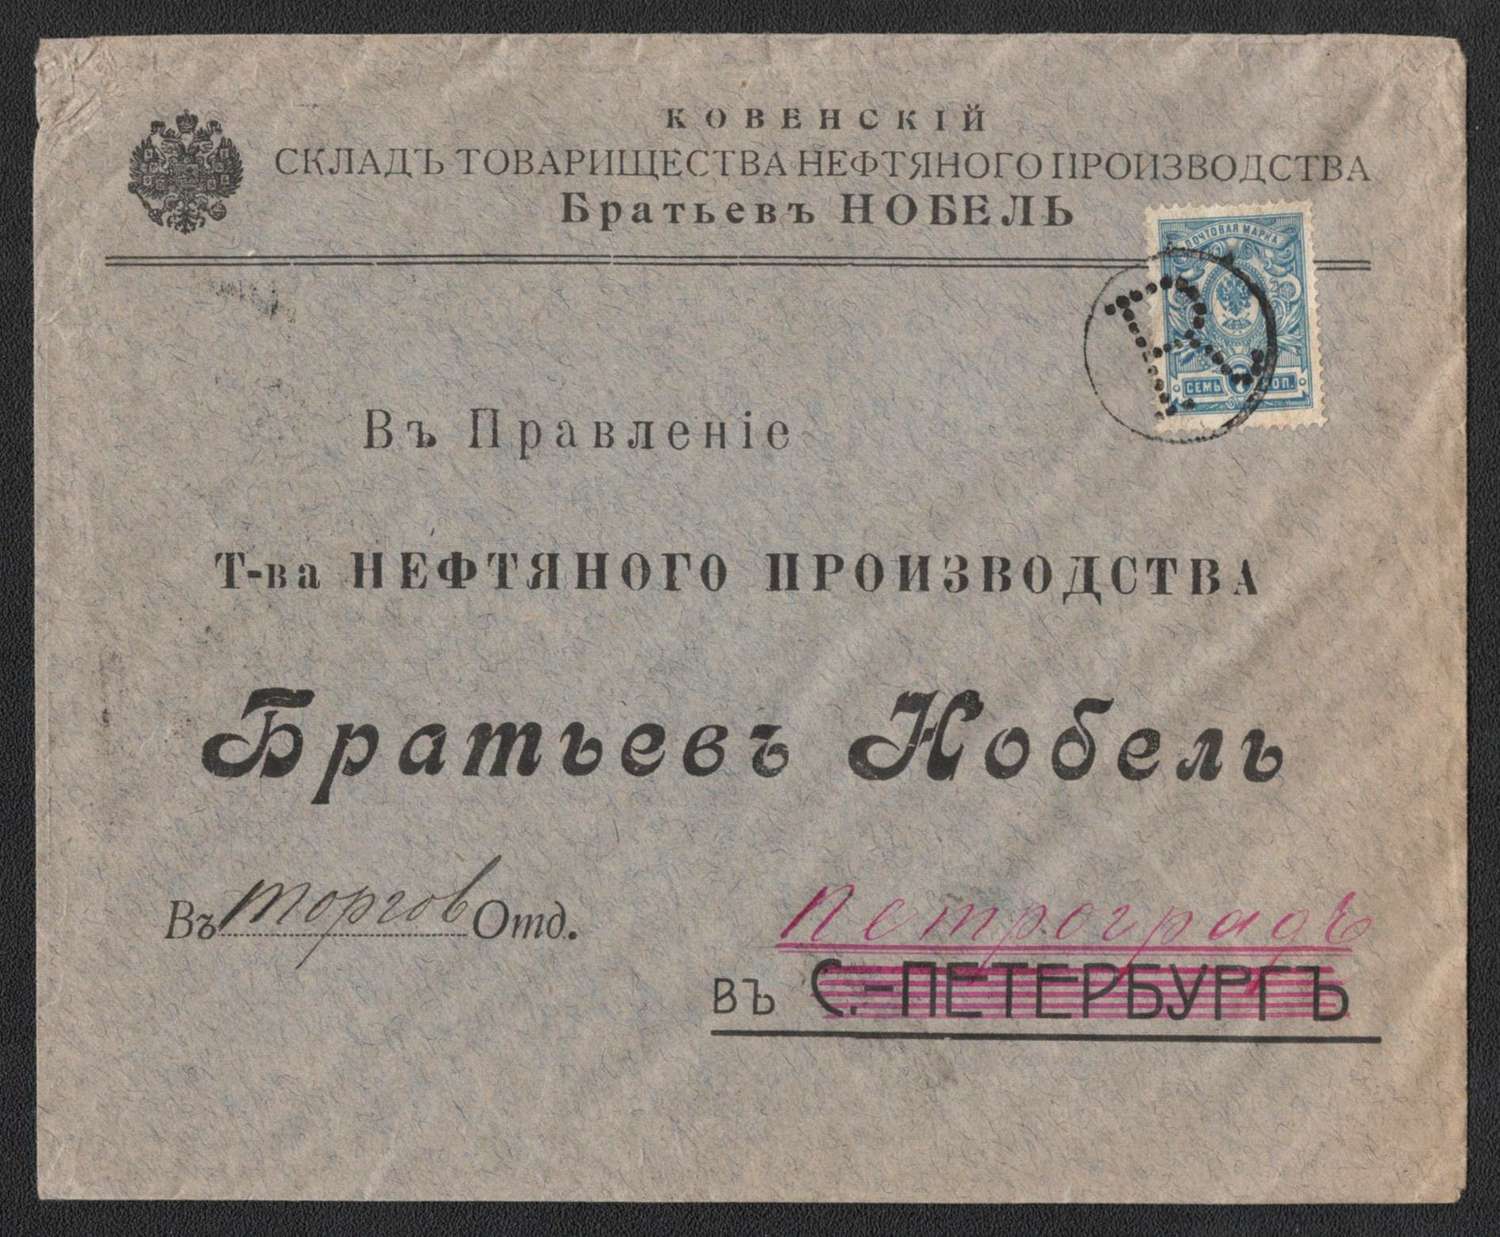 КОВЕНСКІЙ
СКЛАДЪ ТОВАРИЩЕСТВА НЕФТЯНОГО ПРОИЗВОДСТВА
Братьевъ НОБЕЛЬ
ПОЧТОВАЯ МАРКА
СЕМЬ 7 КОП.
Въ Правленіе
Т-ва НЕФТЯНОГО ПРОИЗВОДСТВА
Братьевъ Нобель
Въ торгов Отд.
Петроградъ
ВЪ С.-ПЕТЕРБУРГЪ